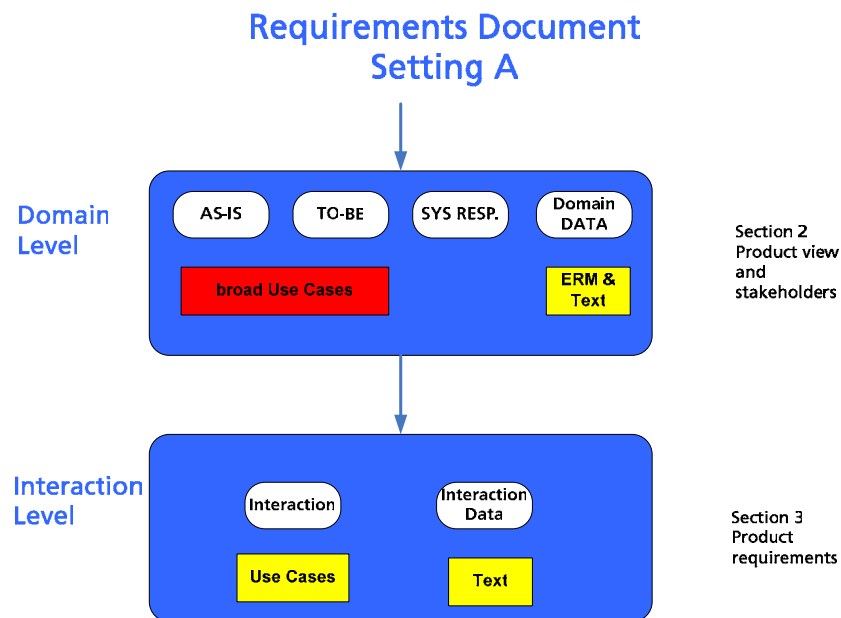 Requirements Document
Setting A
Domain
Level
AS-IS
TO-BE
SYS RESP.
Domain
DATA
broad Use Cases
ERM &
Text
Section 2
Product view
and
stakeholders
Interaction
Level
Interaction
Interaction
Data
Use Cases
Text
Section 3
Product
requirements